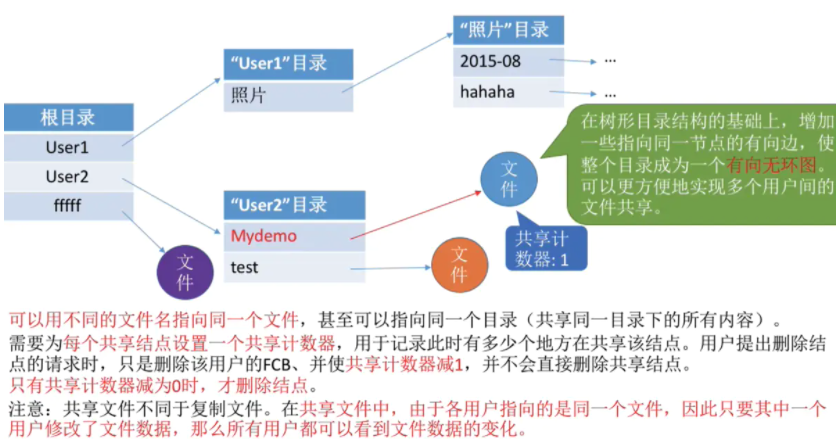 “照片”目录
2015-08
...
hahaha
...
“User1”目录
照片
根目录
User1
User2
fffff
文件
“User2”目录
Mydemo
test
文件
文件
共享计
数器: 1
在树形目录结构的基础上，增加
一些指向同一节点的有向边，使
整个目录成为一个有向无环图。
可以更方便地实现多个用户间的
文件共享。
可以用不同的文件名指向同一个文件，甚至可以指向同一个目录（共享同一目录下的所有内容）。
需要为每个共享结点设置一个共享计数器，用于记录此时有多少个地方在共享该结点。用户提出删除结
点的请求时，只是删除该用户的FCB、并使共享计数器减1，并不会直接删除共享结点。
只有共享计数器减为0时，才删除结点。
注意：共享文件不同于复制文件。在共享文件中，由于各用户指向的是同一个文件，因此只要其中一个
用户修改了文件数据，那么所有用户都可以看到文件数据的变化。